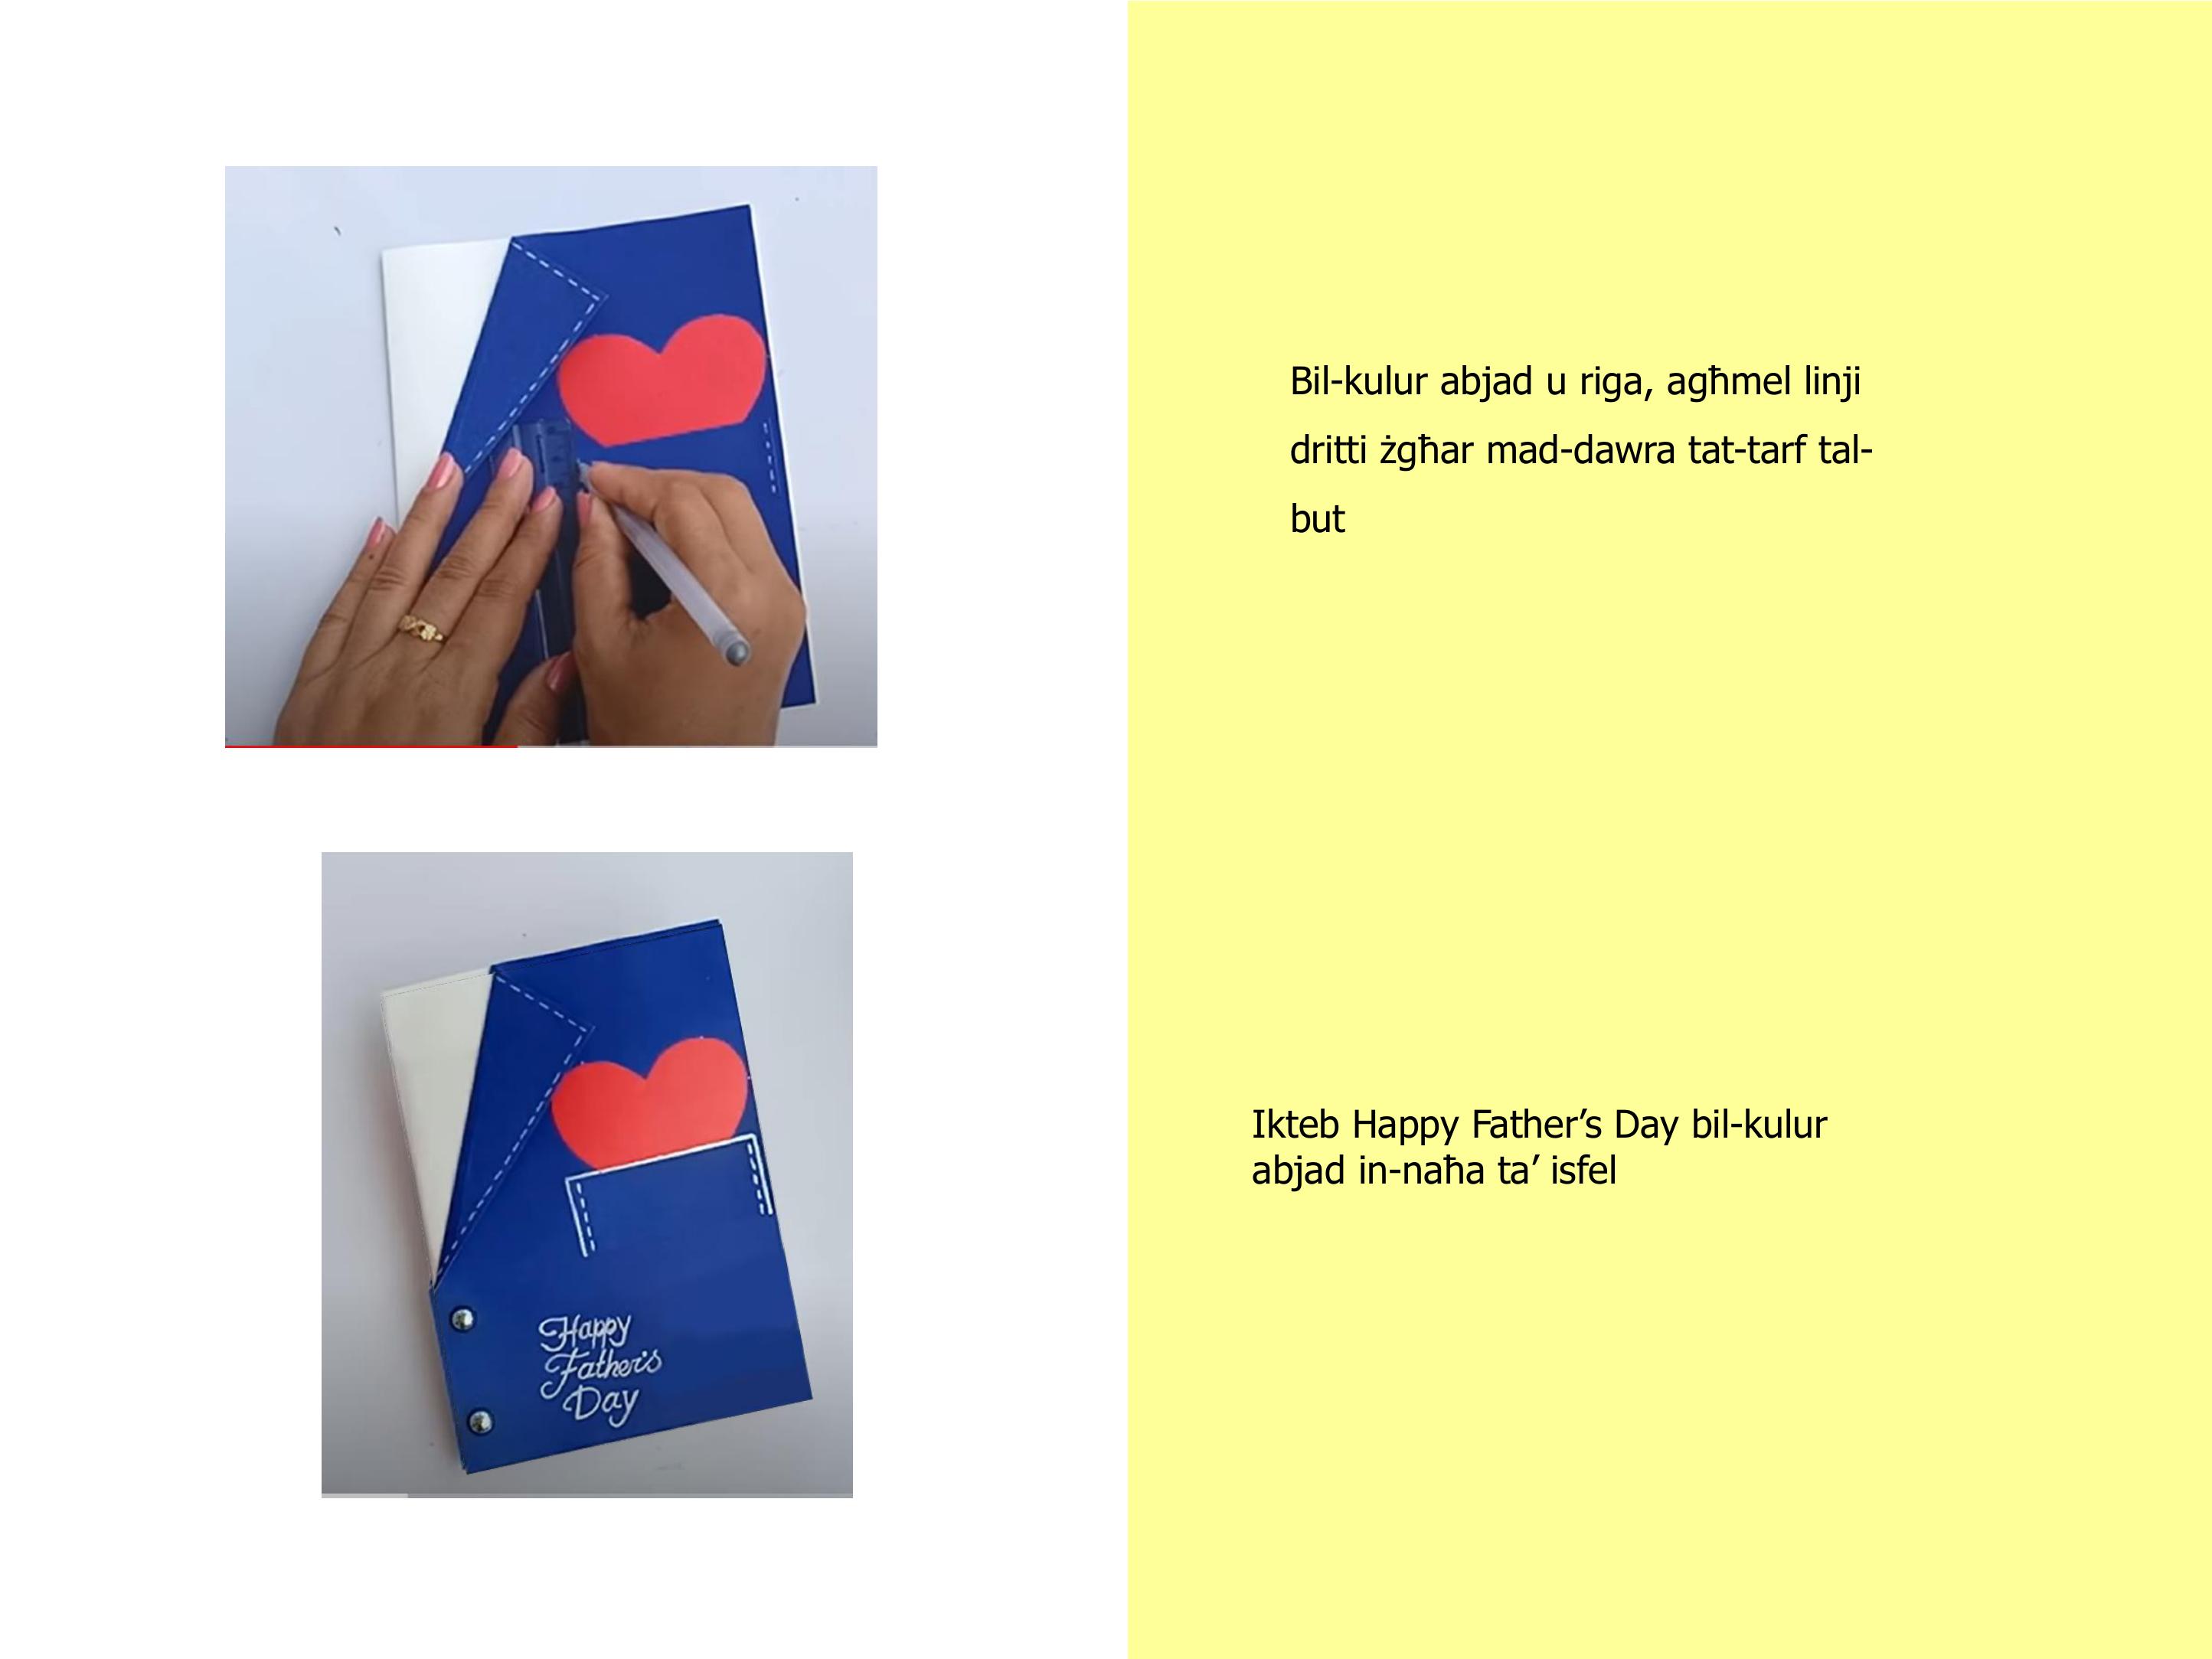 Bil-kulur abjad u riga, agħmel linji
dritti żgħar mad-dawra tat-tarf tal-
but
Happy
Father's
Day
Ikteb Happy Father’s Day bil-kulur
abjad in-naħa ta’ isfel